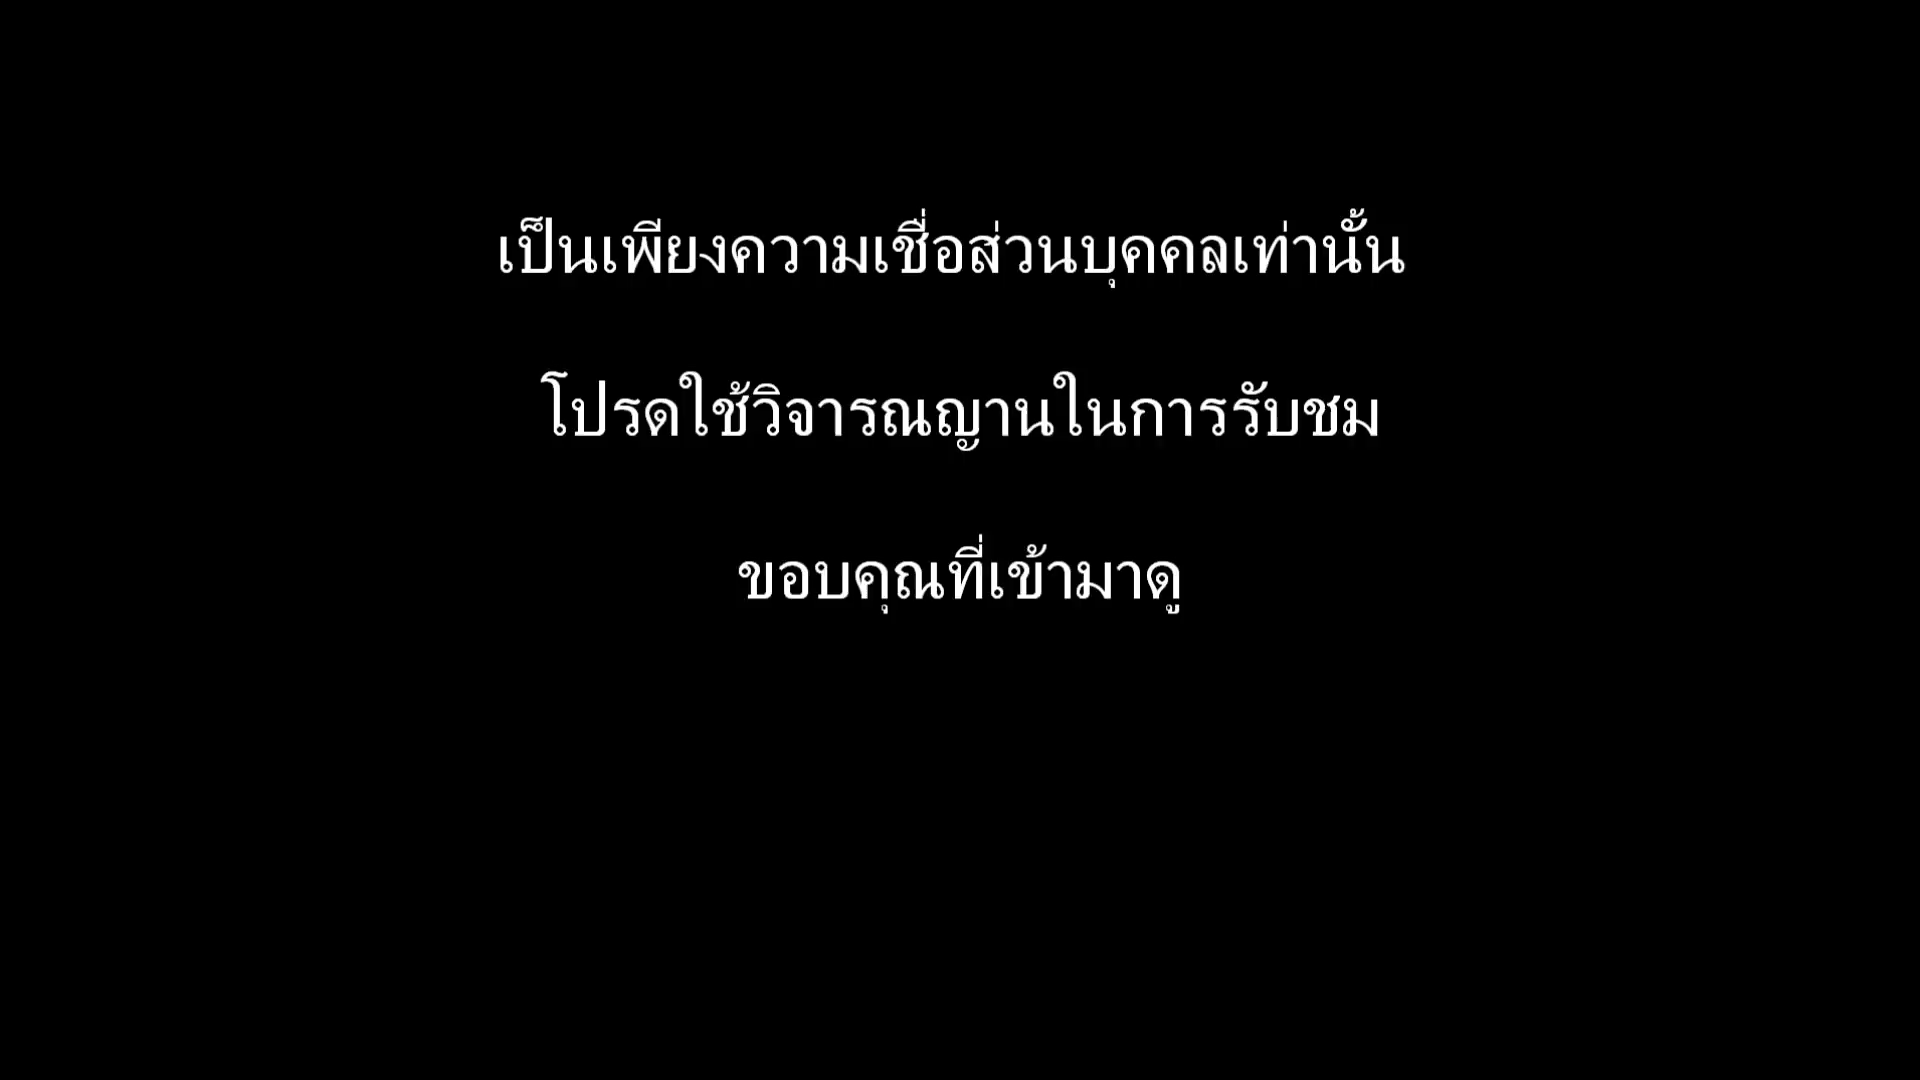 เป็นเพียงความเชื่อส่วนบุคคลเท่านั้น
โปรดใช้วิจารณญานในการรับชม
ขอบคุณที่เข้ามาดู